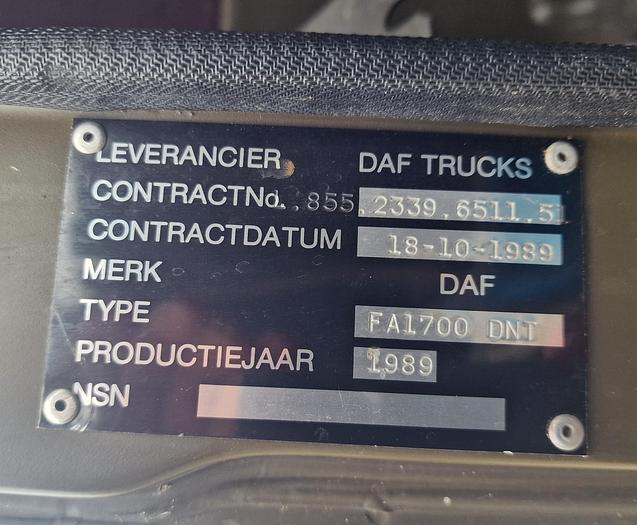 LEVERANCIER DAF TRUCKS
CONTRACTNo. 855.2339.6511.51
CONTRACTDATUM 18-10-1989
MERK DAF
TYPE FA1700 DNT
PRODUCTIEJAAR 1989
NSN